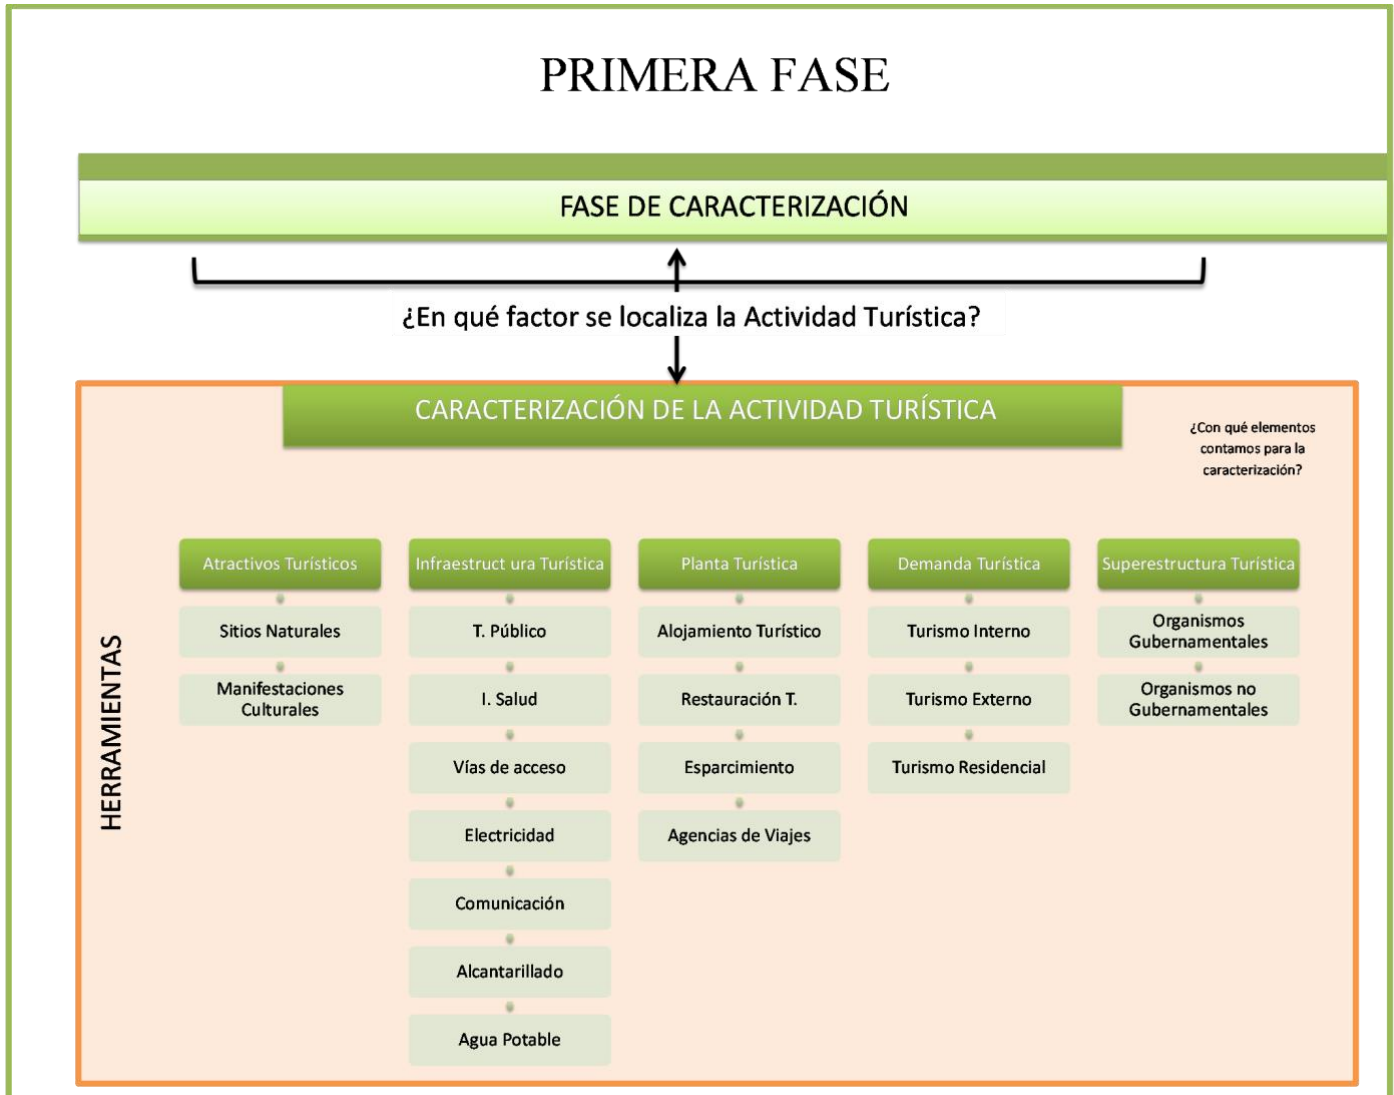 PRIMERA FASE
FASE DE CARACTERIZACIÓN
¿En qué factor se localiza la Actividad Turística?
CARACTERIZACIÓN DE LA ACTIVIDAD TURÍSTICA
¿Con qué elementos
contamos para la
caracterización?
HERRAMIENTAS
Atractivos Turísticos
Sitios Naturales
Manifestaciones
Culturales
Infraestruct ura Turística
T. Público
I. Salud
Vías de acceso
Electricidad
Comunicación
Alcantarillado
Agua Potable
Planta Turística
Alojamiento Turístico
Restauración T.
Esparcimiento
Agencias de Viajes
Demanda Turística
Turismo Interno
Turismo Externo
Turismo Residencial
Superestructura Turística
Organismos
Gubernamentales
Organismos no
Gubernamentales